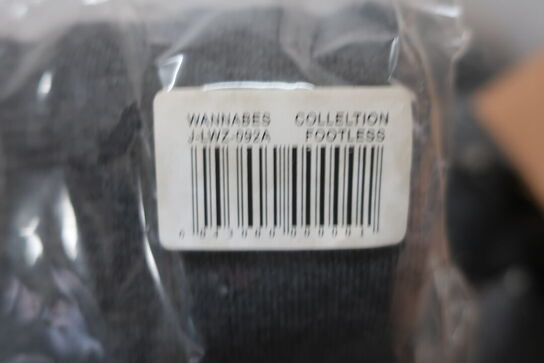 WANNABES COLLELTION
J-LWZ-092A FOOTLESS